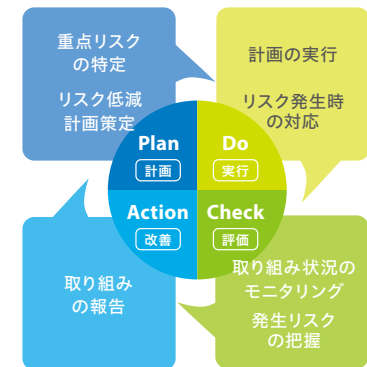 重点リスク
の特定
リスク低減
計画策定
計画の実行
リスク発生時
の対応
Plan
計画
Do
実行
Action
改善
Check
評価
取り組み
の報告
取り組み状況の
モニタリング
発生リスク
の把握